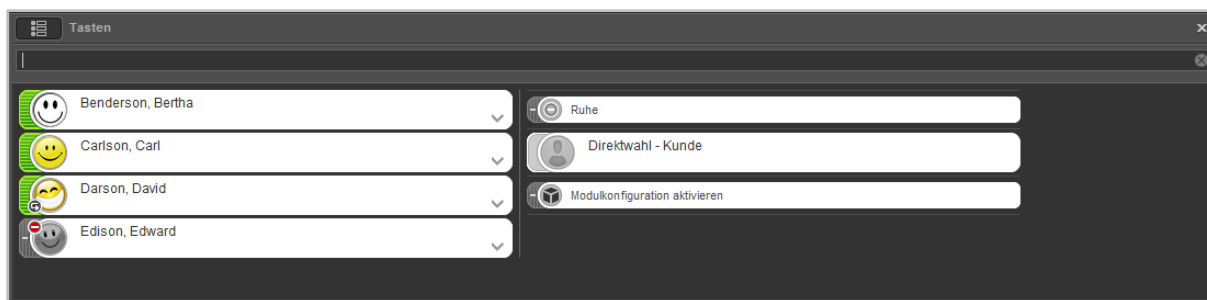 Tasten
Benderson, Bertha
Carlson, Carl
Darson, David
Edison, Edward
Ruhe
Direktwahl - Kunde
Modulkonfiguration aktivieren